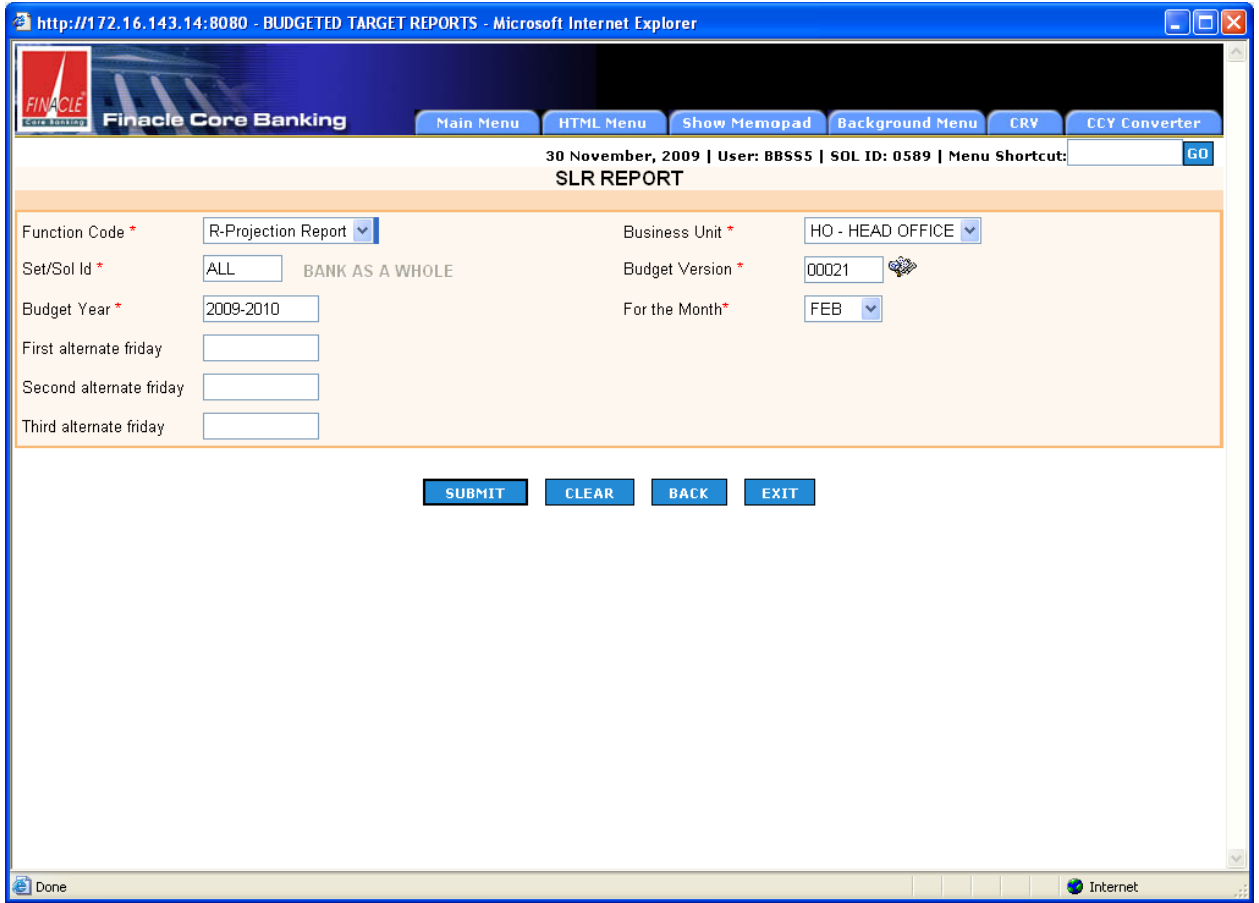 http://172.16.143.14:8080 - BUDGETED TARGET REPORTS - Microsoft Internet Explorer
FINACLE
Core Banking
Finacle Core Banking
Main Menu HTML Menu Show Memopad Background Menu CRV CCY Converter
30 November, 2009 | User: BBSS5 | SOL ID: 0589 | Menu Shortcut: GO
SLR REPORT
Function Code * R-Projection Report Business Unit * HO - HEAD OFFICE
Set/Sol Id * ALL BANK AS A WHOLE Budget Version * 00021
Budget Year * 2009-2010 For the Month* FEB
First alternate friday
Second alternate friday
Third alternate friday
SUBMIT CLEAR BACK EXIT
Done Internet